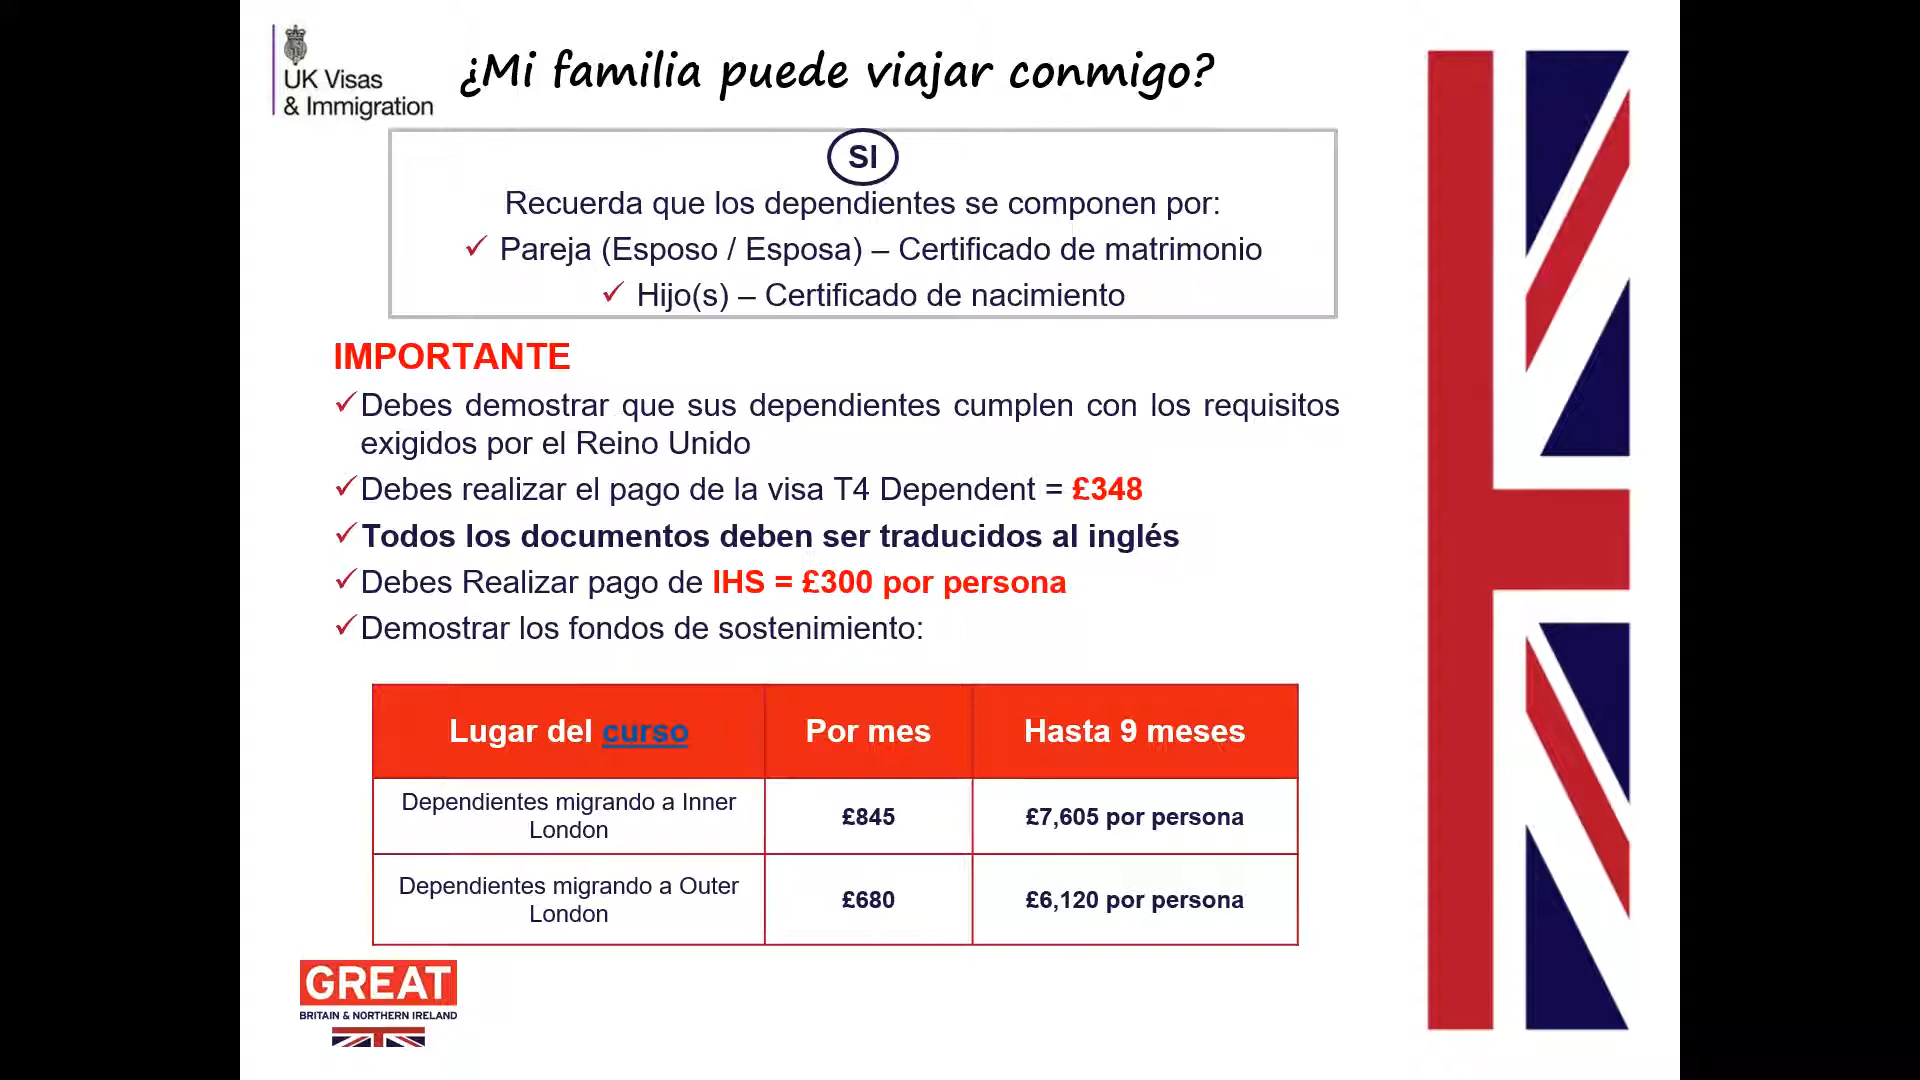 UK Visas
& Immigration
¿Mi familia puede viajar conmigo?
SI
Recuerda que los dependientes se componen por:
✓ Pareja (Esposo / Esposa) – Certificado de matrimonio
✓ Hijo(s) – Certificado de nacimiento
IMPORTANTE
✓Debes demostrar que sus dependientes cumplen con los requisitos
exigidos por el Reino Unido
✓Debes realizar el pago de la visa T4 Dependent = £348
✓Todos los documentos deben ser traducidos al inglés
✓Debes Realizar pago de IHS = £300 por persona
✓Demostrar los fondos de sostenimiento:
Lugar del curso Por mes Hasta 9 meses
Dependientes migrando a Inner
London
£845 £7,605 por persona
Dependientes migrando a Outer
London
£680 £6,120 por persona
GREAT
BRITAIN & NORTHERN IRELAND